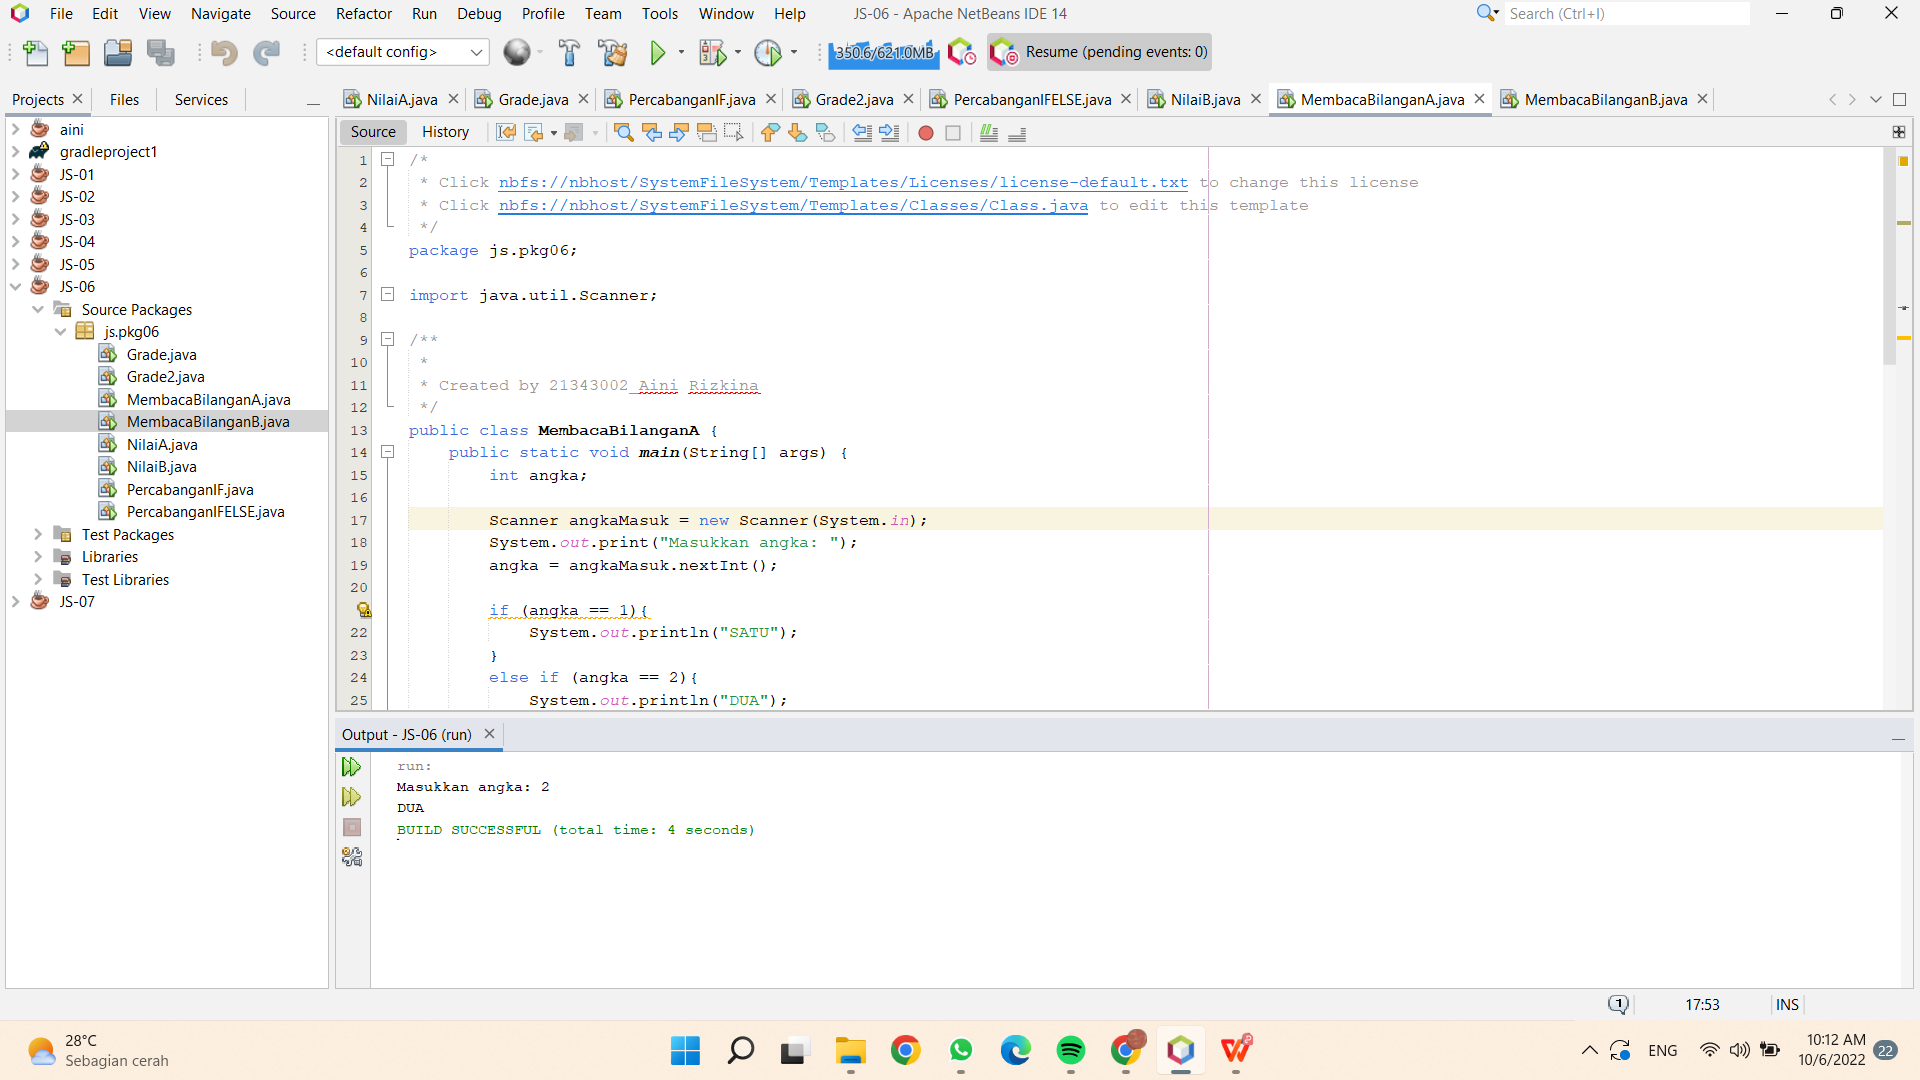 File Edit View Navigate Source Refactor Run Debug Profile Team Tools Window Help JS-06 - Apache NetBeans IDE 14 Search (Ctrl+I)
<default config> 350.6/621.0MB Resume (pending events: 0)
Projects Files Services
NilaiA.java Grade.java PercabanganIF.java Grade2.java PercabanganIFELSE.java NilaiB.java MembacaBilanganA.java MembacaBilanganB.java
aini
gradleproject1
JS-01
JS-02
JS-03
JS-04
JS-05
JS-06
Source Packages
js.pkg06
Grade.java
Grade2.java
MembacaBilanganA.java
MembacaBilanganB.java
NilaiA.java
NilaiB.java
PercabanganIF.java
PercabanganIFELSE.java
Test Packages
Libraries
Test Libraries
JS-07
Source History
1 /*
2 * Click nbfs://nbhost/SystemFileSystem/Templates/Licenses/license-default.txt to change this license
3 * Click nbfs://nbhost/SystemFileSystem/Templates/Classes/Class.java to edit this template
4 */
5 package js.pkg06;
6
7 import java.util.Scanner;
8
9 /**
10 *
11 * Created by 21343002_Aini Rizkina
12 */
13 public class MembacaBilanganA {
14 public static void main(String[] args) {
15 int angka;
16
17 Scanner angkaMasuk = new Scanner(System.in);
18 System.out.print("Masukkan angka: ");
19 angka = angkaMasuk.nextInt();
20
if (angka == 1){
22 System.out.println("SATU");
23 }
24 else if (angka == 2){
25 System.out.println("DUA");
Output - JS-06 (run)
run:
Masukkan angka: 2
DUA
BUILD SUCCESSFUL (total time: 4 seconds)
1 17:53 INS
28°C
Sebagian cerah
ENG
10:12 AM
10/6/2022
22